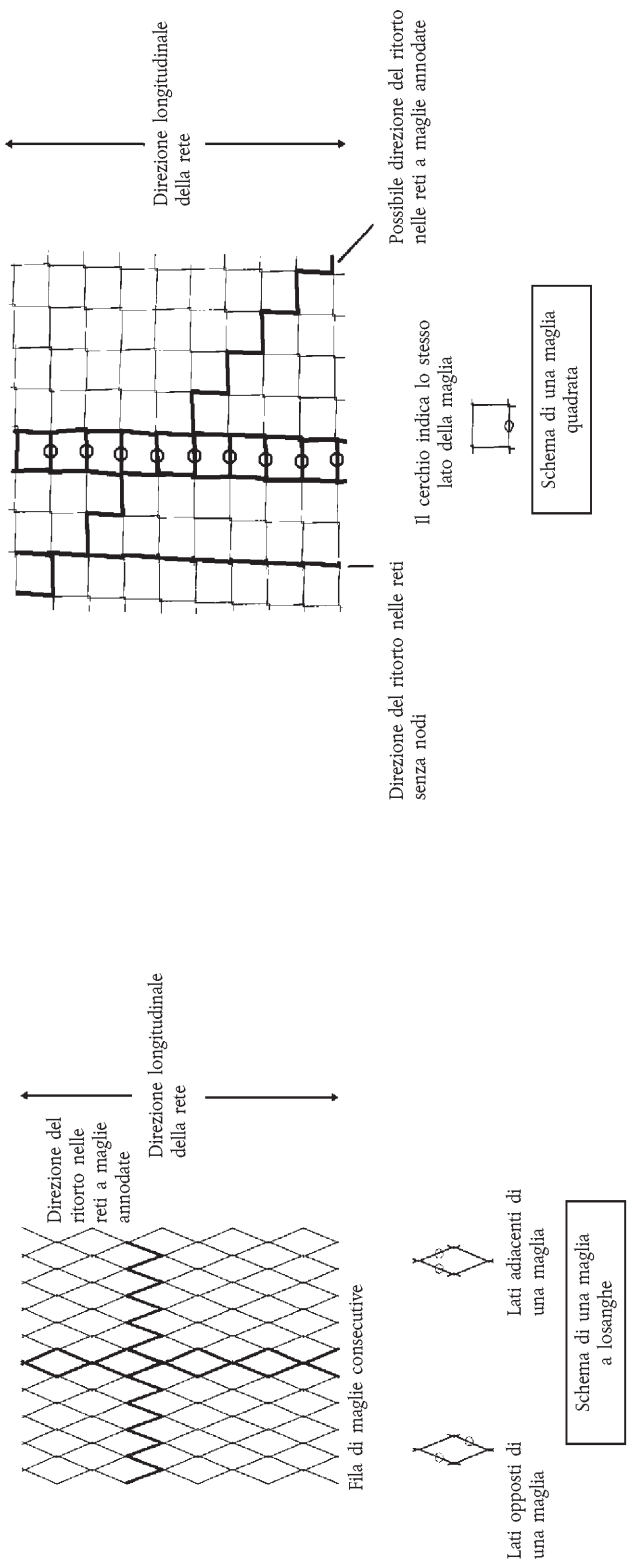 Direzione del
ritorto nelle
reti a maglie
annodate
Direzione longitudinale
della rete
Fila di maglie consecutive
Lati opposti di
una maglia
Lati adiacenti di
una maglia
Schema di una maglia
a losanghe
Direzione longitudinale
della rete
Direzione del ritorto nelle reti
senza nodi
Possibile direzione del ritorto
nelle reti a maglie annodate
Il cerchio indica lo stesso
lato della maglia
Schema di una maglia
quadrata